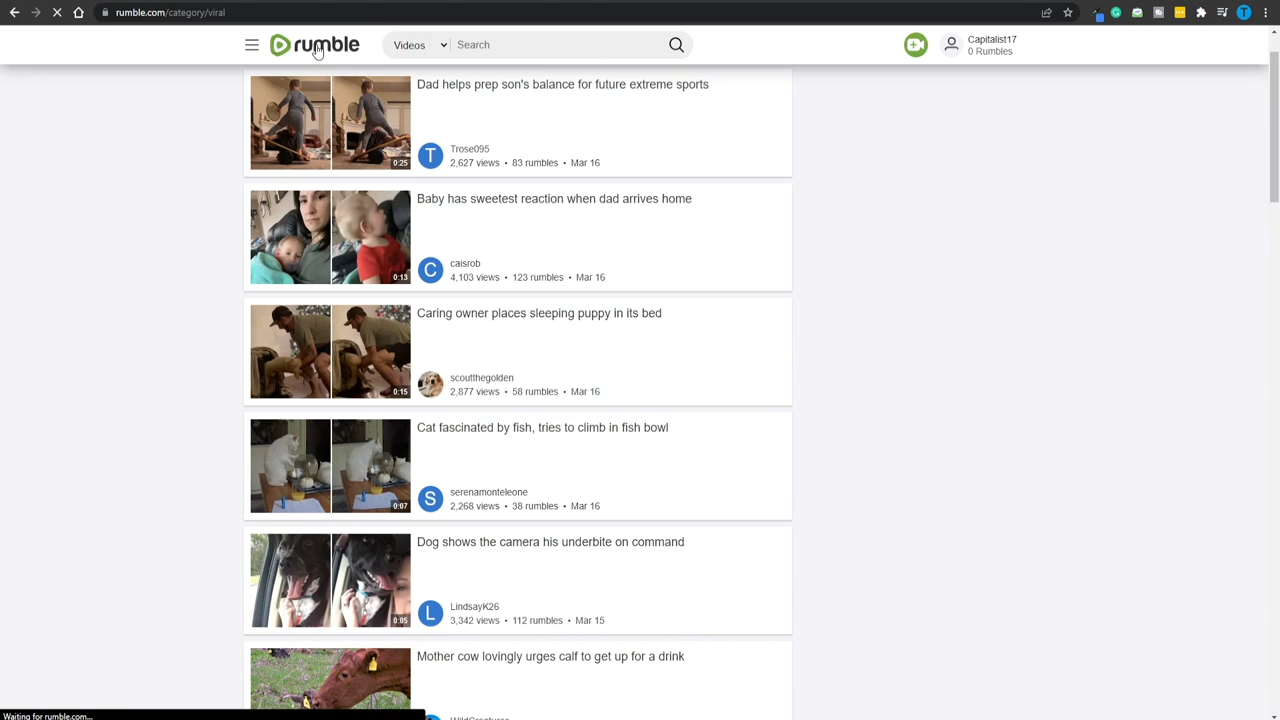 rumble.com/category/viral
rumble
Videos
Search
Capitalist17
0 Rumbles
Dad helps prep son's balance for future extreme sports
0:25
T
Trose095
2,627 views • 83 rumbles • Mar 16
Baby has sweetest reaction when dad arrives home
0:13
C
caisrob
4,103 views • 123 rumbles • Mar 16
Caring owner places sleeping puppy in its bed
0:15
scoutthegolden
2,877 views • 58 rumbles • Mar 16
Cat fascinated by fish, tries to climb in fish bowl
0:07
S
serenamonteleone
2,268 views • 38 rumbles • Mar 16
Dog shows the camera his underbite on command
0:05
L
LindsayK26
3,342 views • 112 rumbles • Mar 15
Mother cow lovingly urges calf to get up for a drink
Waiting for rumble.com...